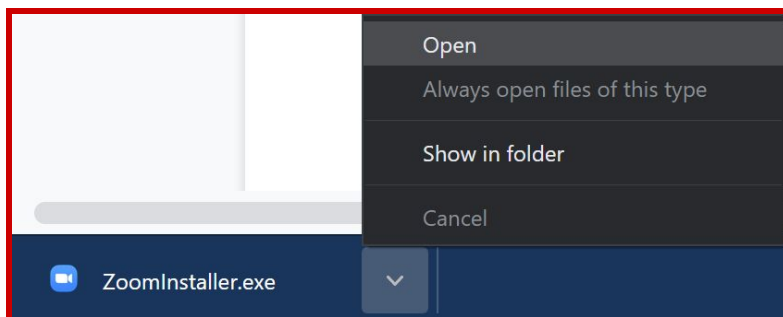 Open
Always open files of this type
Show in folder
Cancel
ZoomInstaller.exe